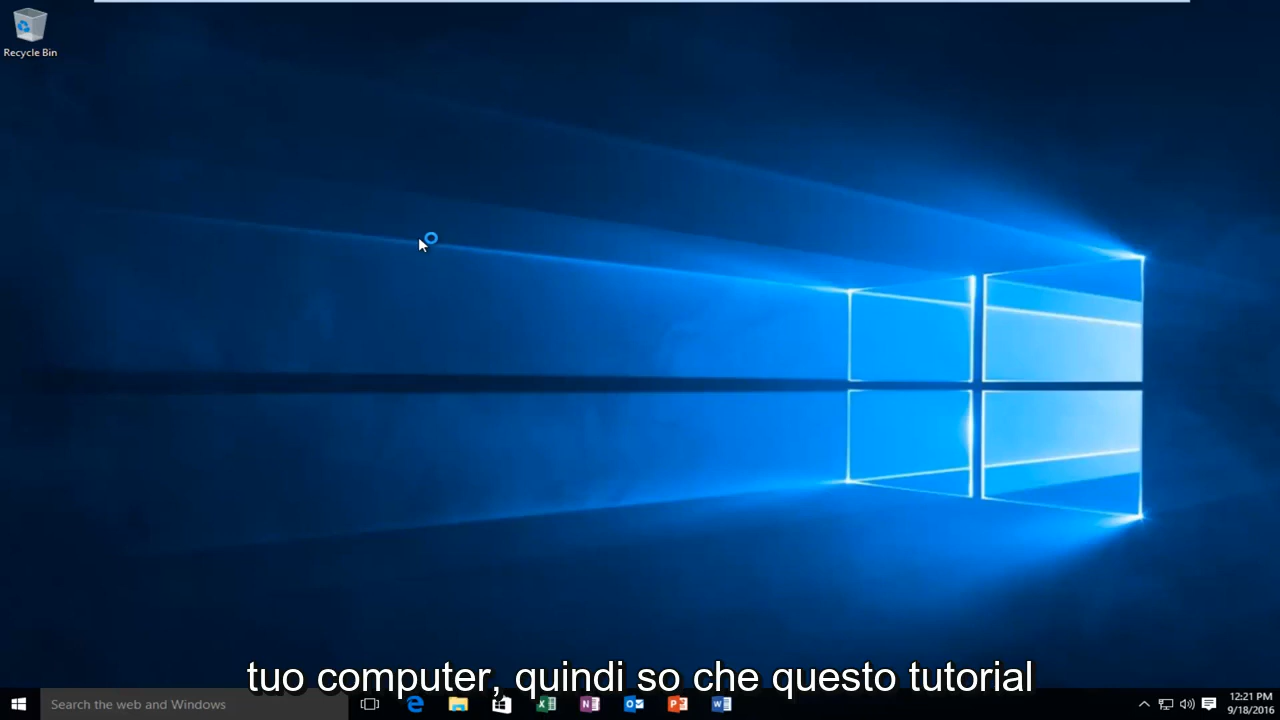 Recycle Bin
tuo computer, quindi so che questo tutorial
Search the web and Windows
12:21 PM
9/18/2016